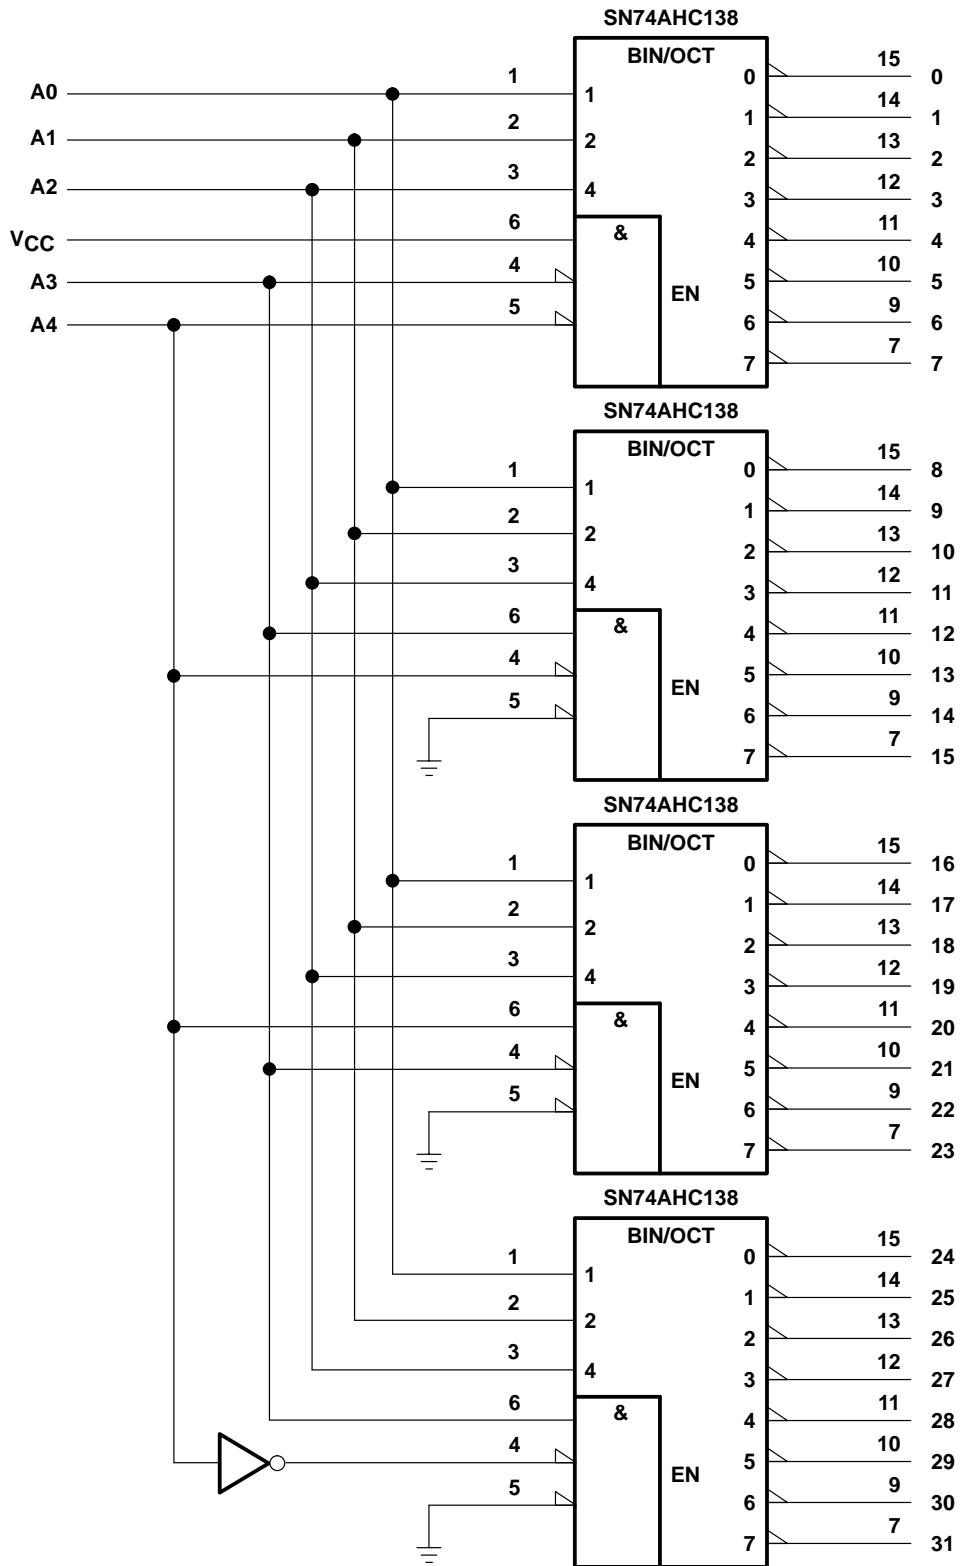 SN74AHC138
BIN/OCT
0 15 0
A0 1 1
1 14 1
A1 2 2
2 13 2
A2 3 4
3 12 3
VCC 6 &
4 11 4
A3 4
5 10 5
EN
A4 5
6 9 6
7 7 7
SN74AHC138
BIN/OCT
0 15 8
1 1
1 14 9
2 2
2 13 10
3 4
3 12 11
6 &
4 11 12
4
5 10 13
EN
5
6 9 14
7 7 15
SN74AHC138
BIN/OCT
0 15 16
1 1
1 14 17
2 2
2 13 18
3 4
3 12 19
6 &
4 11 20
4
5 10 21
EN
5
6 9 22
7 7 23
SN74AHC138
BIN/OCT
0 15 24
1 1
1 14 25
2 2
2 13 26
3 4
3 12 27
6 &
4 11 28
4
5 10 29
EN
5
6 9 30
7 7 31